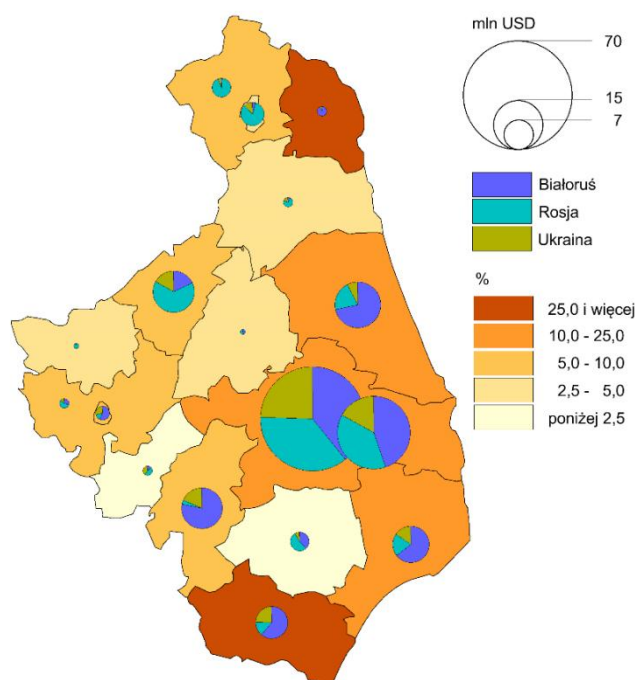 mln USD
70
15
7
Białoruś
Rosja
Ukraina
%
25,0 i więcej
10,0 - 25,0
5,0 - 10,0
2,5 - 5,0
poniżej 2,5